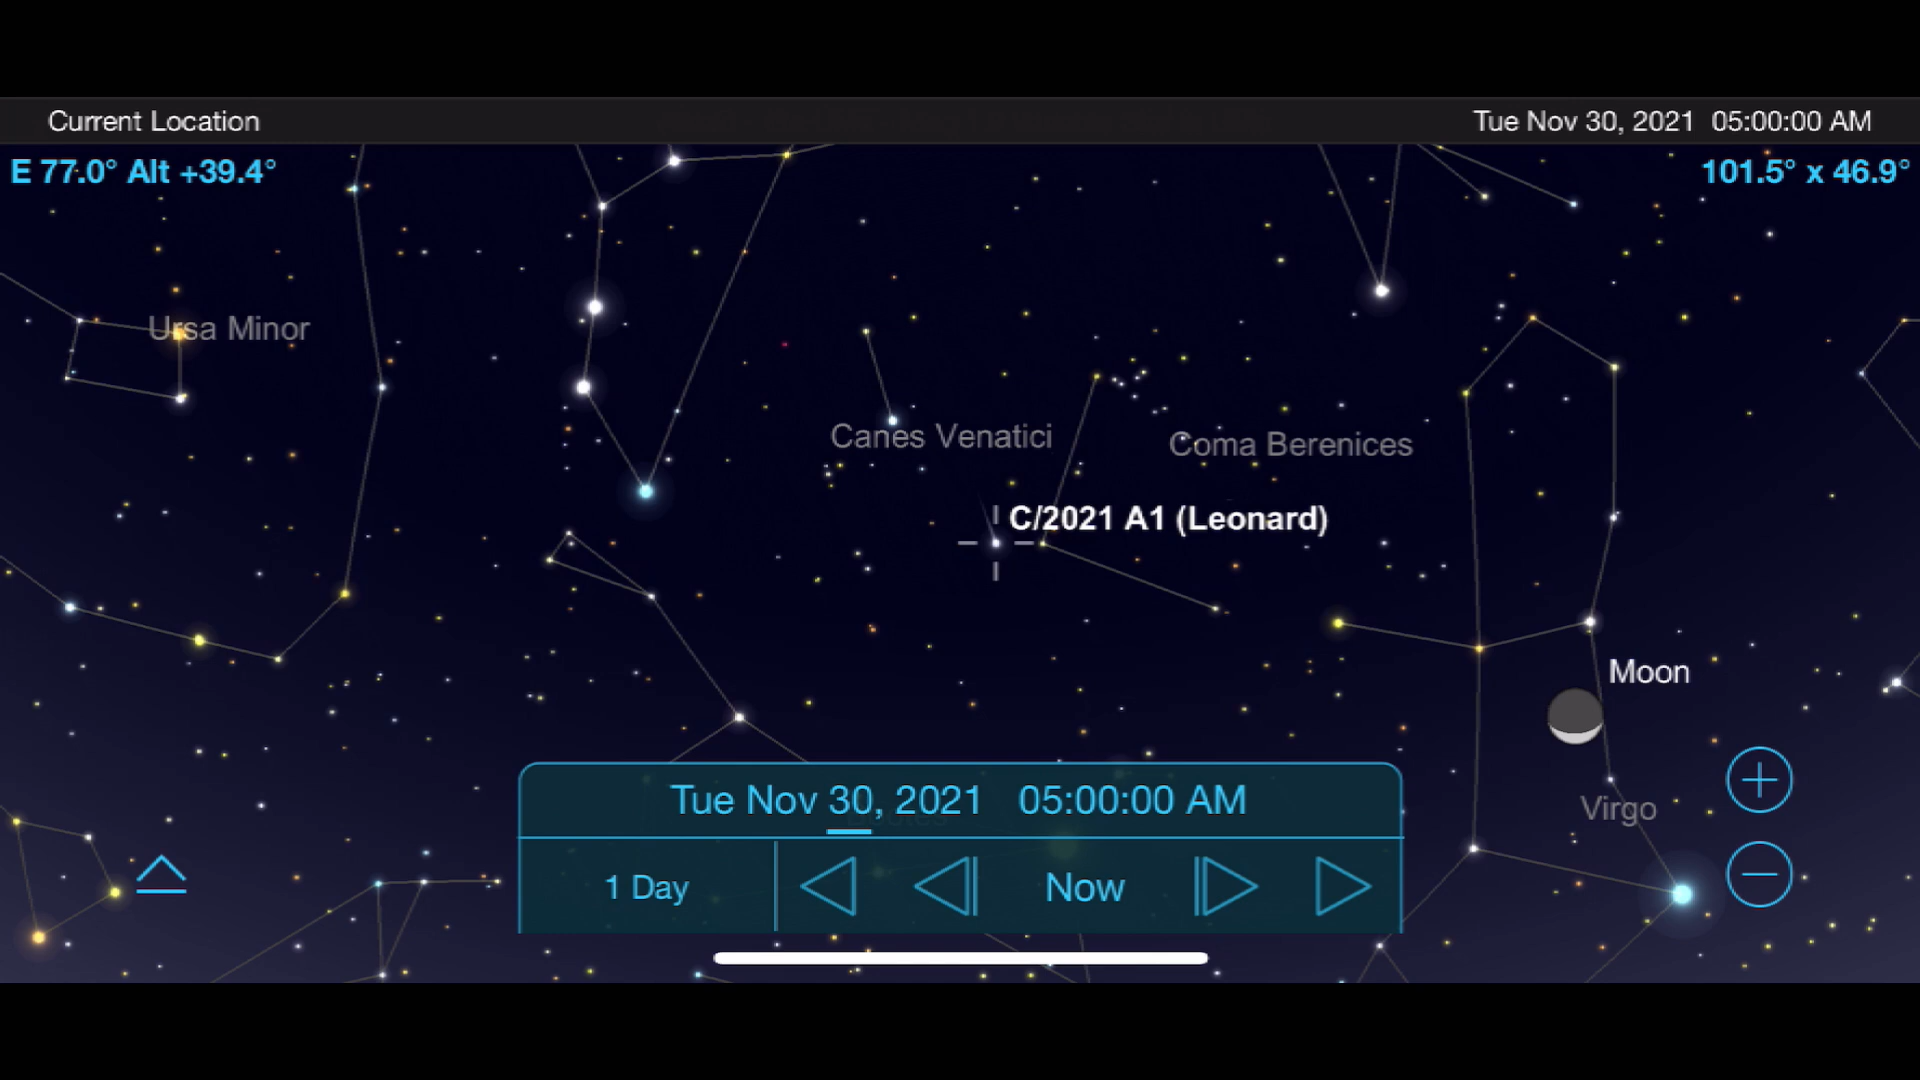 Current Location
Tue Nov 30, 2021 05:00:00 AM
E 77.0° Alt +39.4°
101.5° x 46.9°
Ursa Minor
Canes Venatici
Coma Berenices
C/2021 A1 (Leonard)
Moon
Virgo
Tue Nov 30, 2021 05:00:00 AM
1 Day
Now